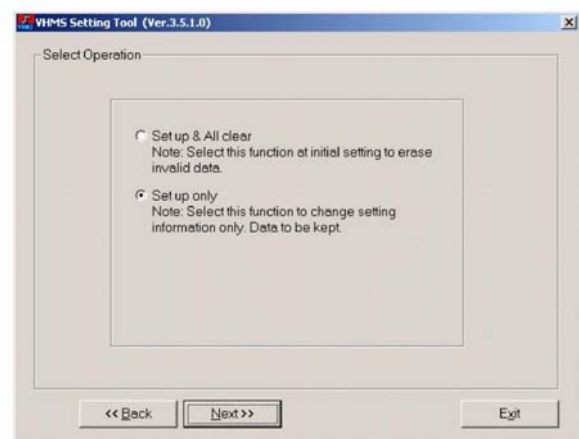 VHMS Setting Tool (Ver.3.5.1.0)
Select Operation
Set up & All clear
Note: Select this function at initial setting to erase
invalid data.
Set up only
Note: Select this function to change setting
information only. Data to be kept.
<< Back
Next >>
Exit